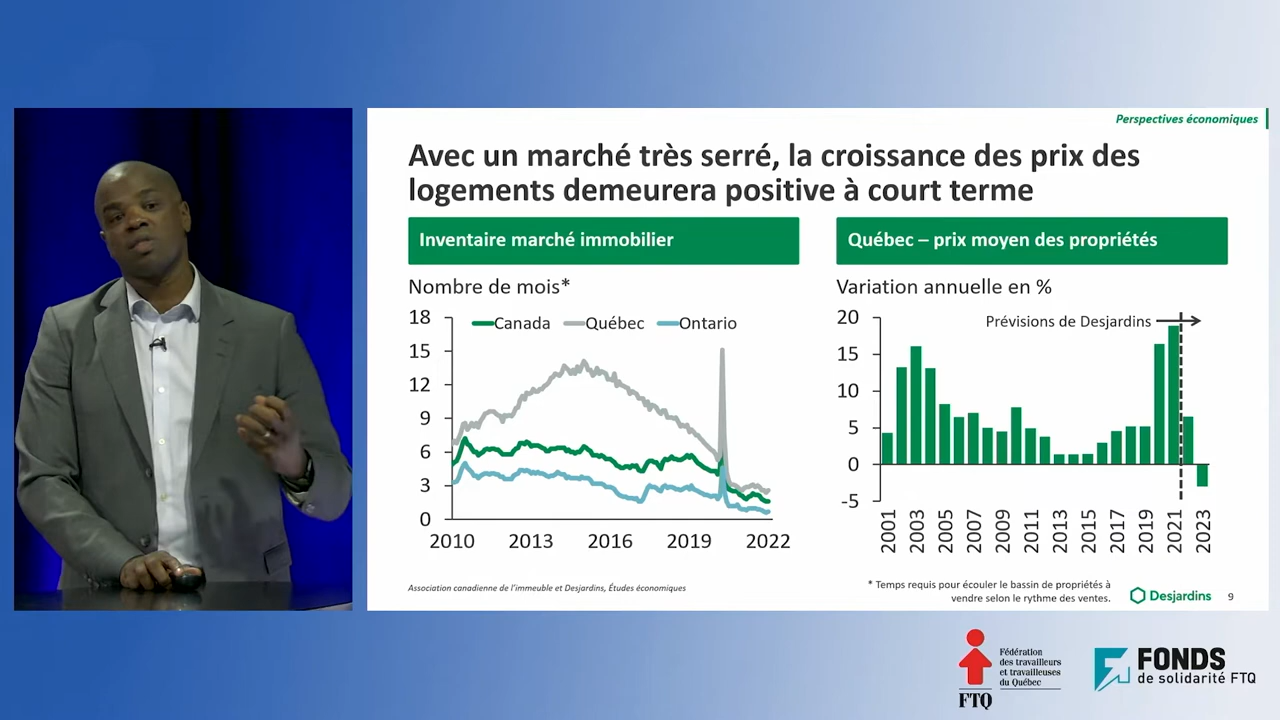 Perspectives économiques
Avec un marché très serré, la croissance des prix des
logements demeurera positive à court terme
Inventaire marché immobilier
Nombre de mois*
18
15
12
9
6
3
0
Canada
Québec
Ontario
2010
2013
2016
2019
2022
Association canadienne de l'immeuble et Desjardins, Études économiques
Québec – prix moyen des propriétés
Variation annuelle en %
20
15
10
5
0
-5
Prévisions de Desjardins
2001
2003
2005
2007
2009
2011
2013
2015
2017
2019
2021
2023
* Temps requis pour écouler le bassin de propriétés à
vendre selon le rythme des ventes.
Desjardins
9
FTQ
Fédération
des travailleurs
et travailleuses
du Québec
FONDS
de solidarité FTQ